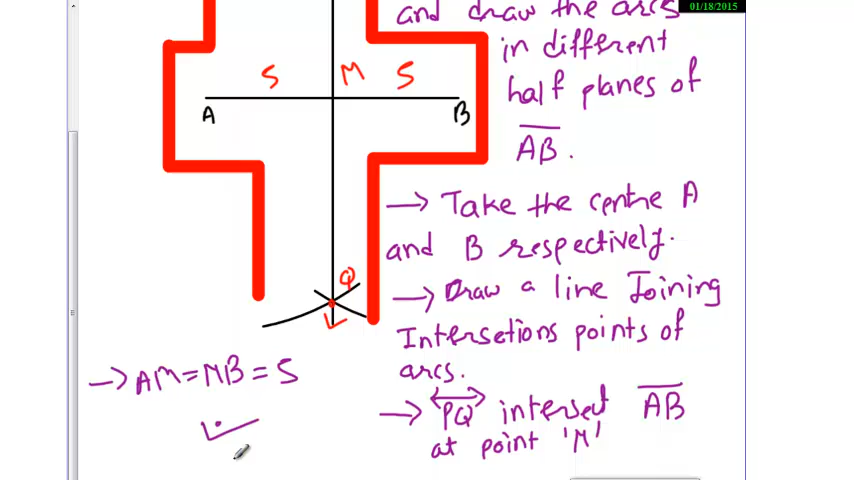 and draw the arcs
in different
half planes of
AB.
→ Take the centre A
and B respectively.
→ Draw a line Joining
Intersetions points of
arcs.
→ PQ intersect AB
at point 'M'
01/18/2015
S M S
A B
Q
→ AM=MB=5